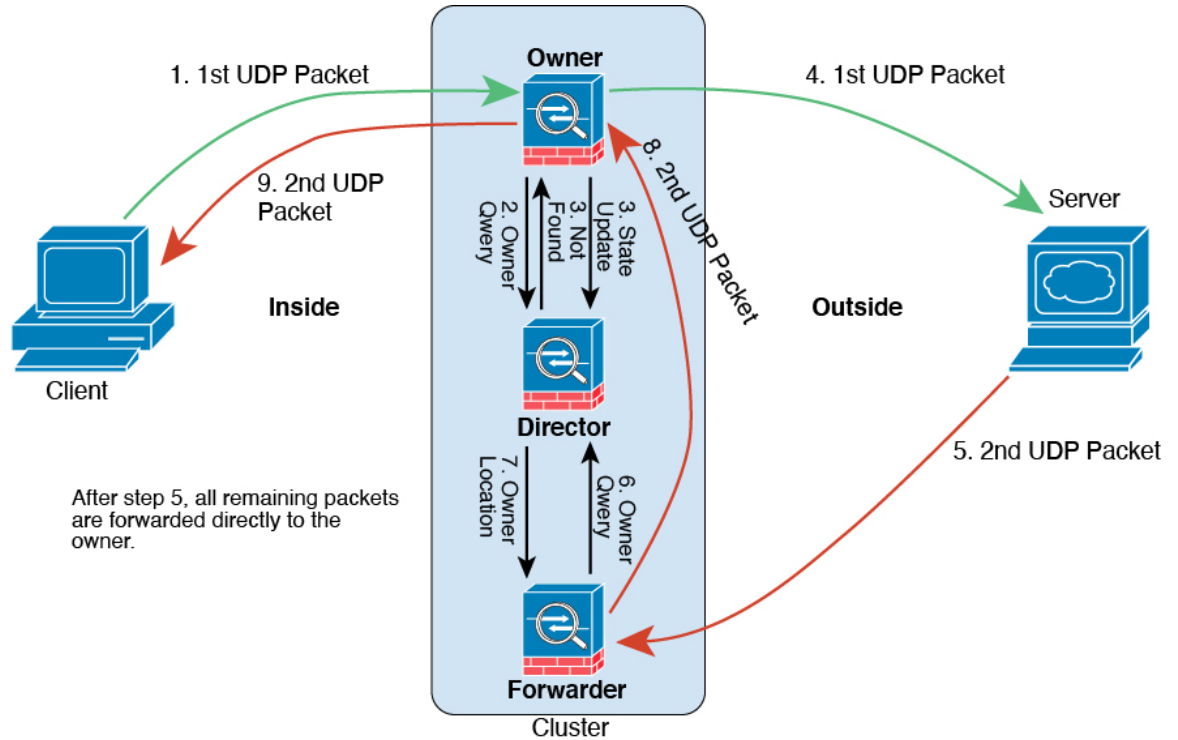 Owner
1. 1st UDP Packet
4. 1st UDP Packet
9. 2nd UDP
Packet
2. Owner
Qwery
3. Not
Found
3. State
Update
8. 2nd UDP Packet
Server
Inside
Outside
Client
Director
5. 2nd UDP Packet
7. Owner
Location
6. Owner
Qwery
After step 5, all remaining packets
are forwarded directly to the
owner.
Forwarder
Cluster